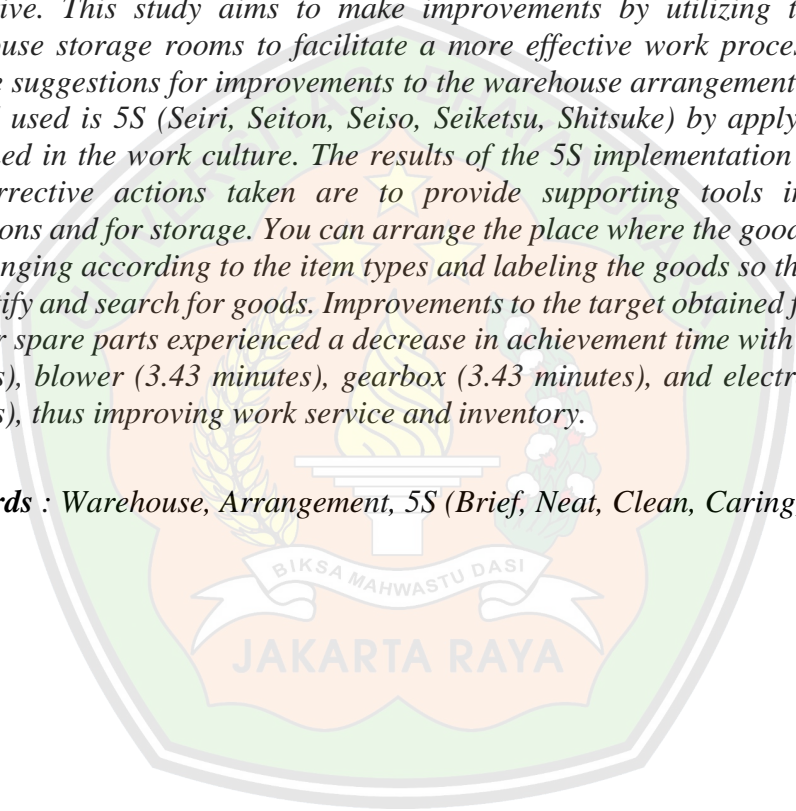 ive. This study aims to make improvements by utilizing t
use storage rooms to facilitate a more effective work proces
e suggestions for improvements to the warehouse arrangement
used is 5S (Seiri, Seiton, Seiso, Seiketsu, Shitsuke) by apply
ed in the work culture. The results of the 5S implementation
rrective actions taken are to provide supporting tools in
ons and for storage. You can arrange the place where the good
nging according to the item types and labeling the goods so th
ify and search for goods. Improvements to the target obtained f
r spare parts experienced a decrease in achievement time with
s), blower (3.43 minutes), gearbox (3.43 minutes), and electr
s), thus improving work service and inventory.
rds : Warehouse, Arrangement, 5S (Brief, Neat, Clean, Caring,
UNIVERSITAS BHAYANGKARA
BIKSA MAHWASTU DASI
JAKARTA RAYA